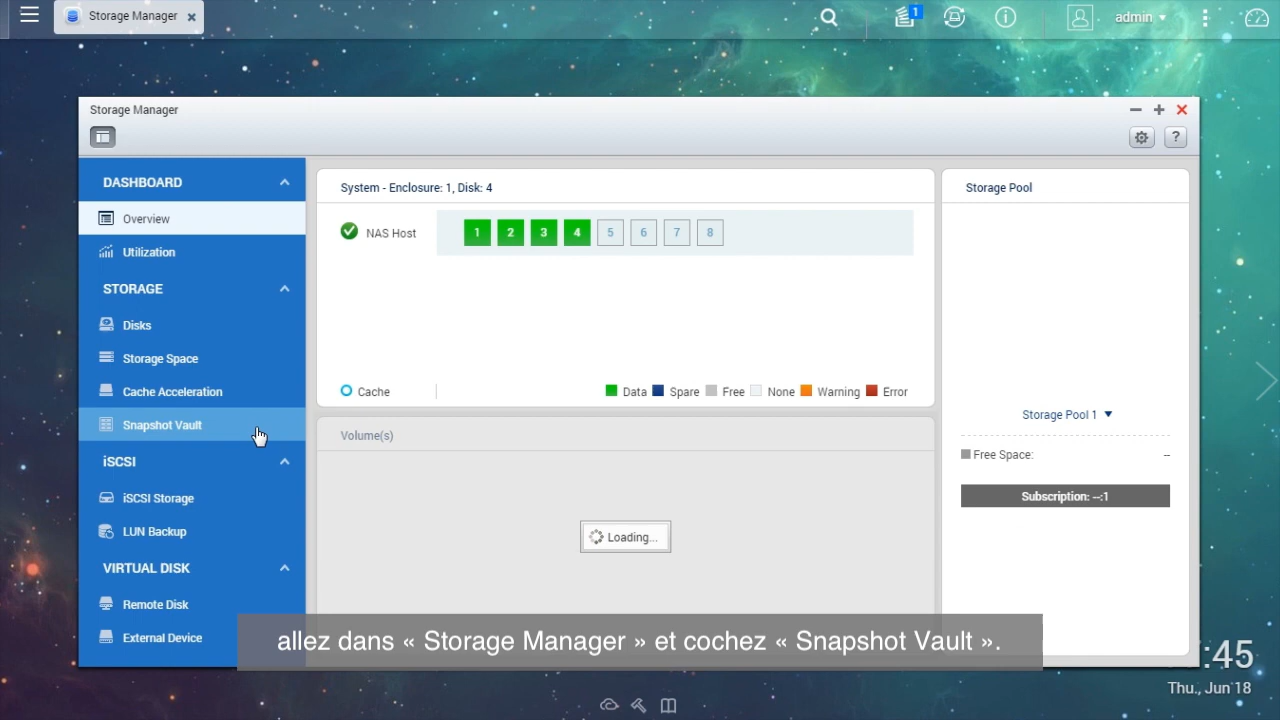 Storage Manager
1
admin
Storage Manager
?
DASHBOARD
Overview
Utilization
STORAGE
Disks
Storage Space
Cache Acceleration
Snapshot Vault
iSCSI
iSCSI Storage
LUN Backup
VIRTUAL DISK
Remote Disk
External Device
System - Enclosure: 1, Disk: 4
NAS Host
1 2 3 4 5 6 7 8
Cache
Data Spare Free None Warning Error
Volume(s)
Loading...
Storage Pool
Storage Pool 1
Free Space: --
Subscription: --:1
allez dans « Storage Manager » et cochez « Snapshot Vault ».
:45
Thu., Jun 18